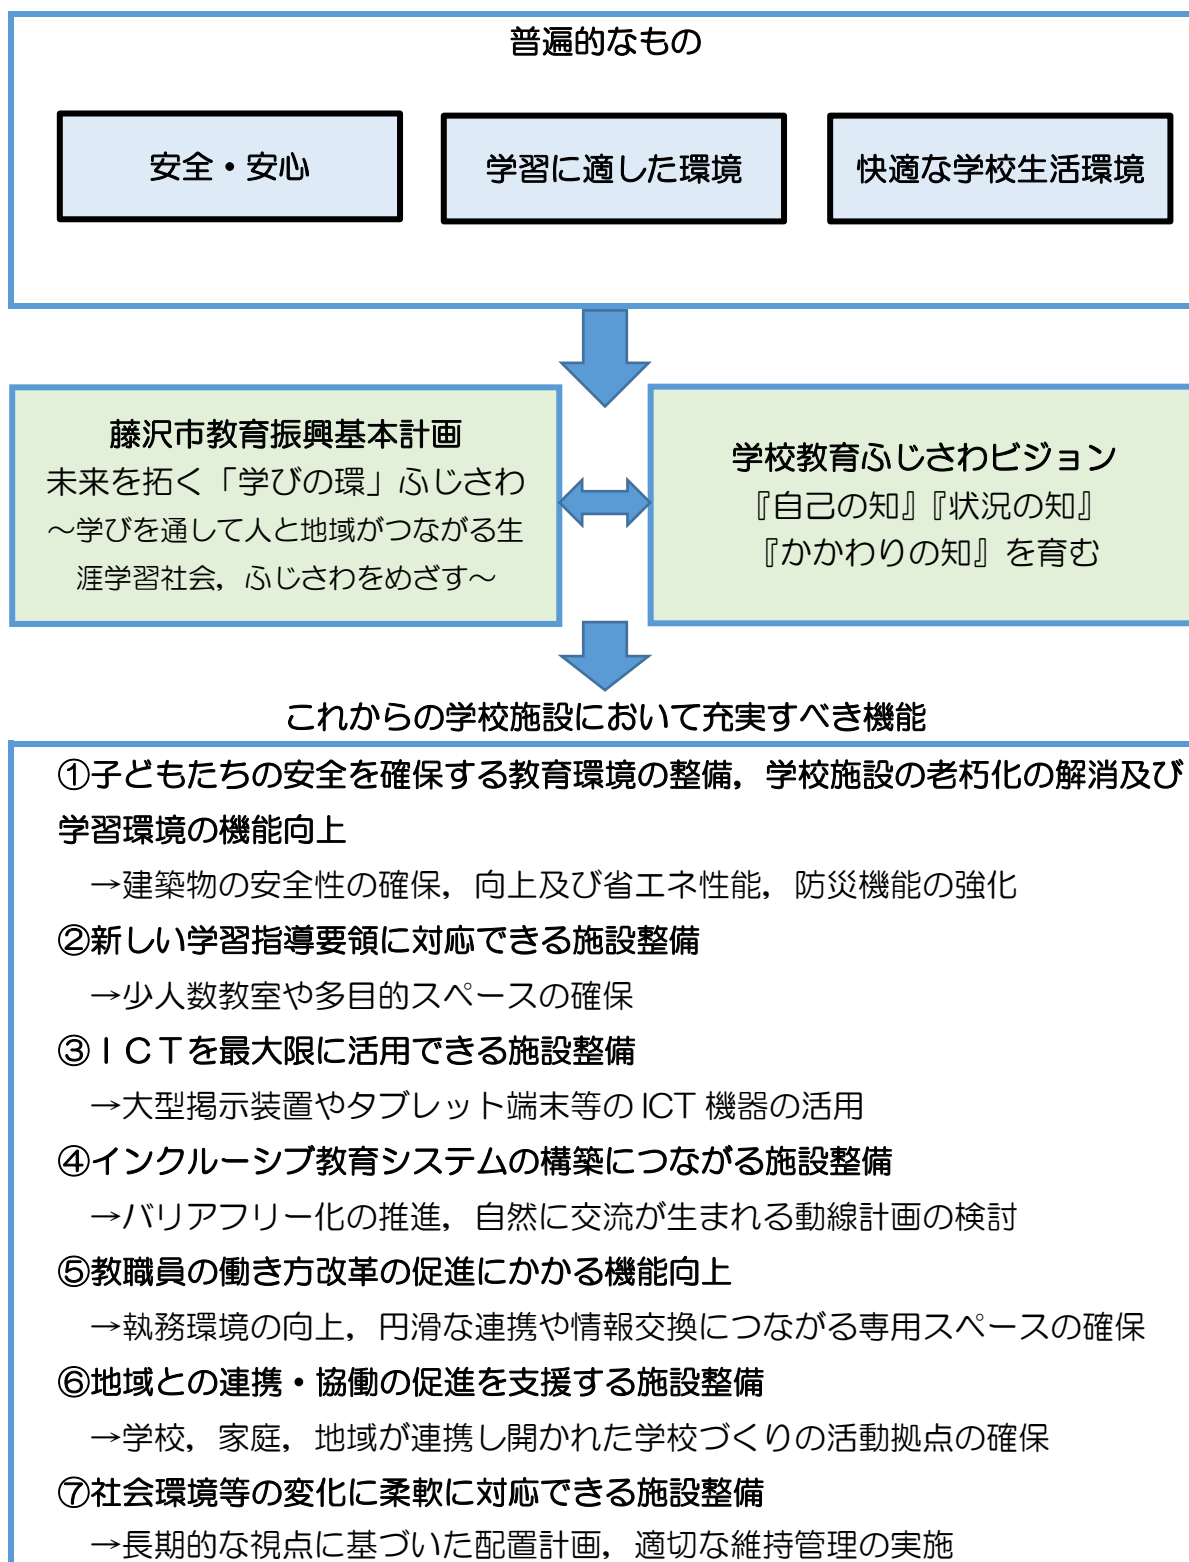 普遍的なもの
安全・安心
学習に適した環境
快適な学校生活環境
藤沢市教育振興基本計画
未来を拓く「学びの環」ふじさわ
～学びを通して人と地域がつながる生
涯学習社会，ふじさわをめざす～
学校教育ふじさわビジョン
『自己の知』『状況の知』
『かかわりの知』を育む
これからの学校施設において充実すべき機能
①子どもたちの安全を確保する教育環境の整備，学校施設の老朽化の解消及び
学習環境の機能向上
→建築物の安全性の確保，向上及び省エネ性能，防災機能の強化
②新しい学習指導要領に対応できる施設整備
→少人数教室や多目的スペースの確保
③ＩＣＴを最大限に活用できる施設整備
→大型掲示装置やタブレット端末等の ICT 機器の活用
④インクルーシブ教育システムの構築につながる施設整備
→バリアフリー化の推進，自然に交流が生まれる動線計画の検討
⑤教職員の働き方改革の促進にかかる機能向上
→執務環境の向上，円滑な連携や情報交換につながる専用スペースの確保
⑥地域との連携・協働の促進を支援する施設整備
→学校，家庭，地域が連携し開かれた学校づくりの活動拠点の確保
⑦社会環境等の変化に柔軟に対応できる施設整備
→長期的な視点に基づいた配置計画，適切な維持管理の実施